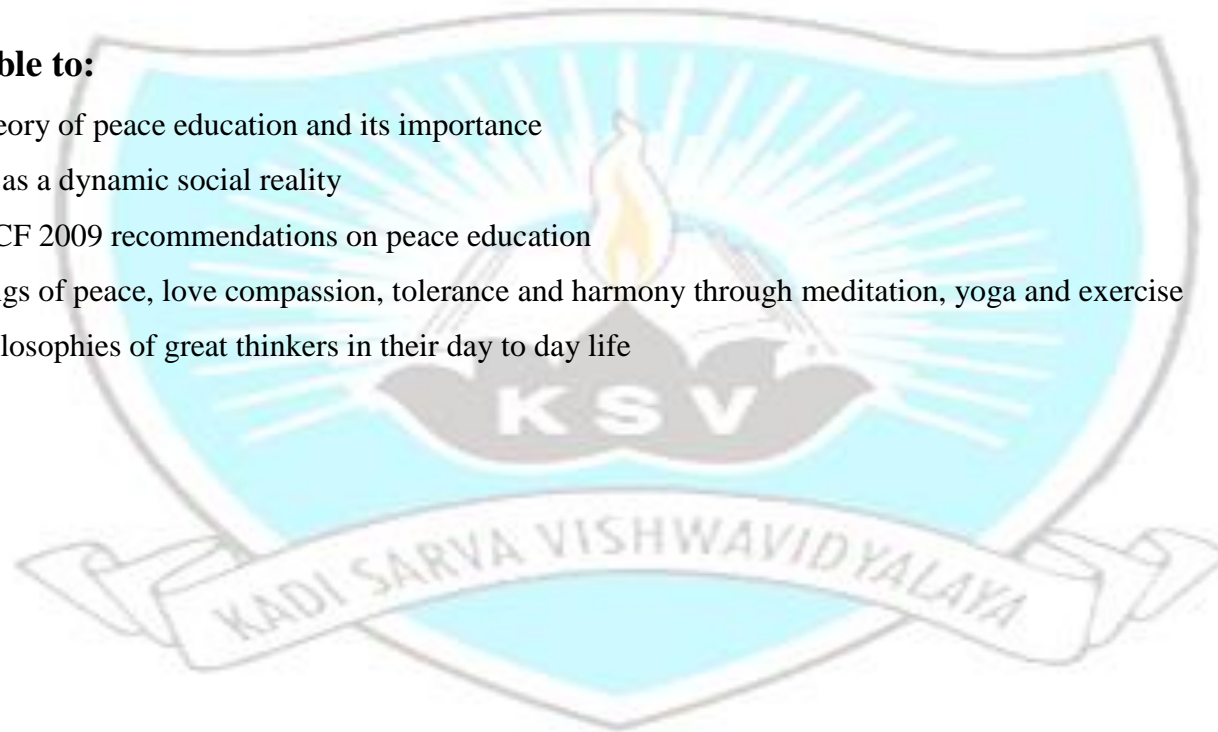 ble to:
eory of peace education and its importance
as a dynamic social reality
CF 2009 recommendations on peace education
gs of peace, love compassion, tolerance and harmony through meditation, yoga and exercise
ilosophies of great thinkers in their day to day life
KSV
KADI SARVA VISHWAVIDYALAYA